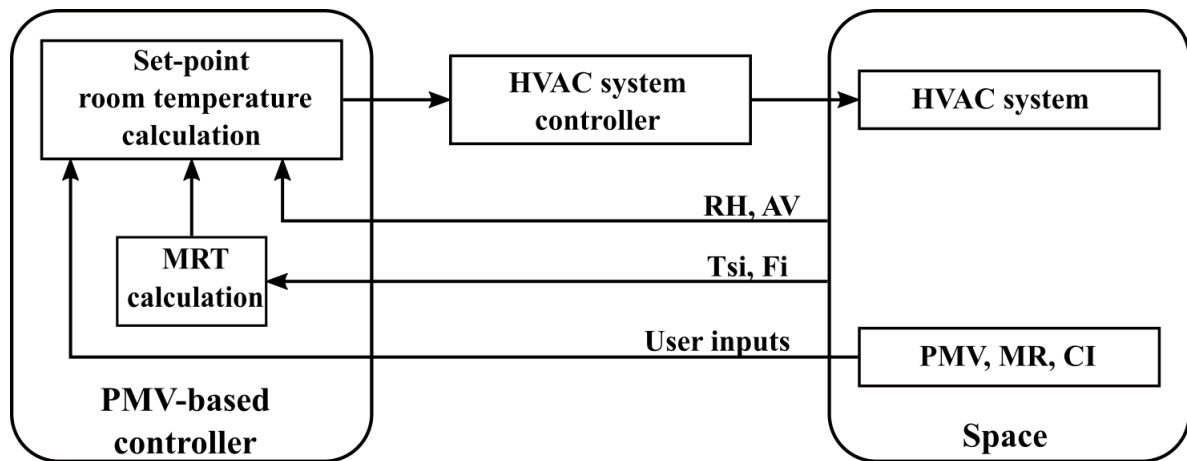 Set-point
room temperature
calculation
HVAC system
controller
HVAC system
RH, AV
MRT
calculation
Tsi, Fi
User inputs
PMV, MR, CI
PMV-based
controller
Space